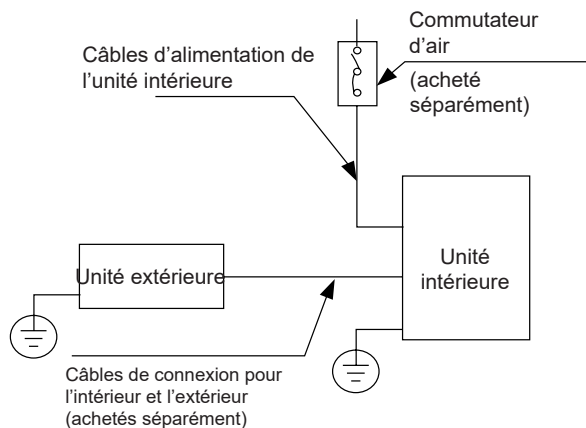 Commutateur
d’air
(acheté
séparément)
Câbles d’alimentation de
l’unité intérieure
Unité extérieure
Unité
intérieure
Câbles de connexion pour
l’intérieur et l’extérieur
(achetés séparément)